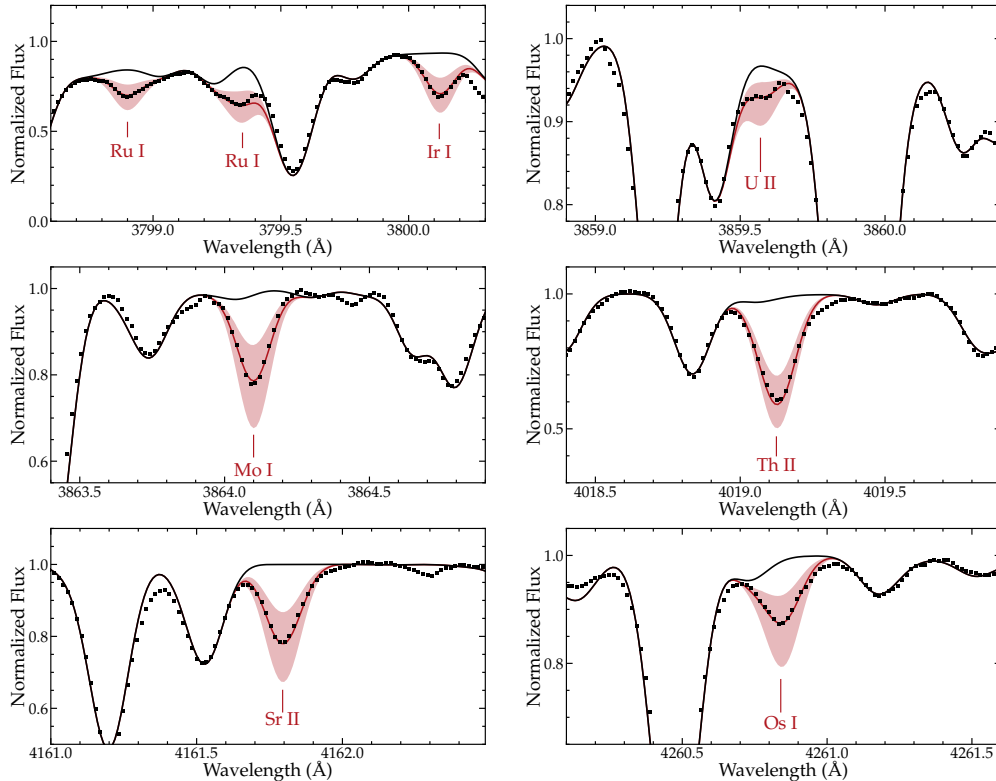 Normalized Flux
1.0
0.5
0.0
Ru I
Ru I
Ir I
3799.0
3799.5
3800.0
Wavelength (Å)
Normalized Flux
1.0
0.9
0.8
U II
3859.0
3859.5
3860.0
Wavelength (Å)
Normalized Flux
1.0
0.8
0.6
Mo I
3863.5
3864.0
3864.5
Wavelength (Å)
Normalized Flux
1.0
0.5
Th II
4018.5
4019.0
4019.5
Wavelength (Å)
Normalized Flux
1.0
0.8
0.6
Sr II
4161.0
4161.5
4162.0
Wavelength (Å)
Normalized Flux
1.0
0.8
Os I
4260.5
4261.0
4261.5
Wavelength (Å)